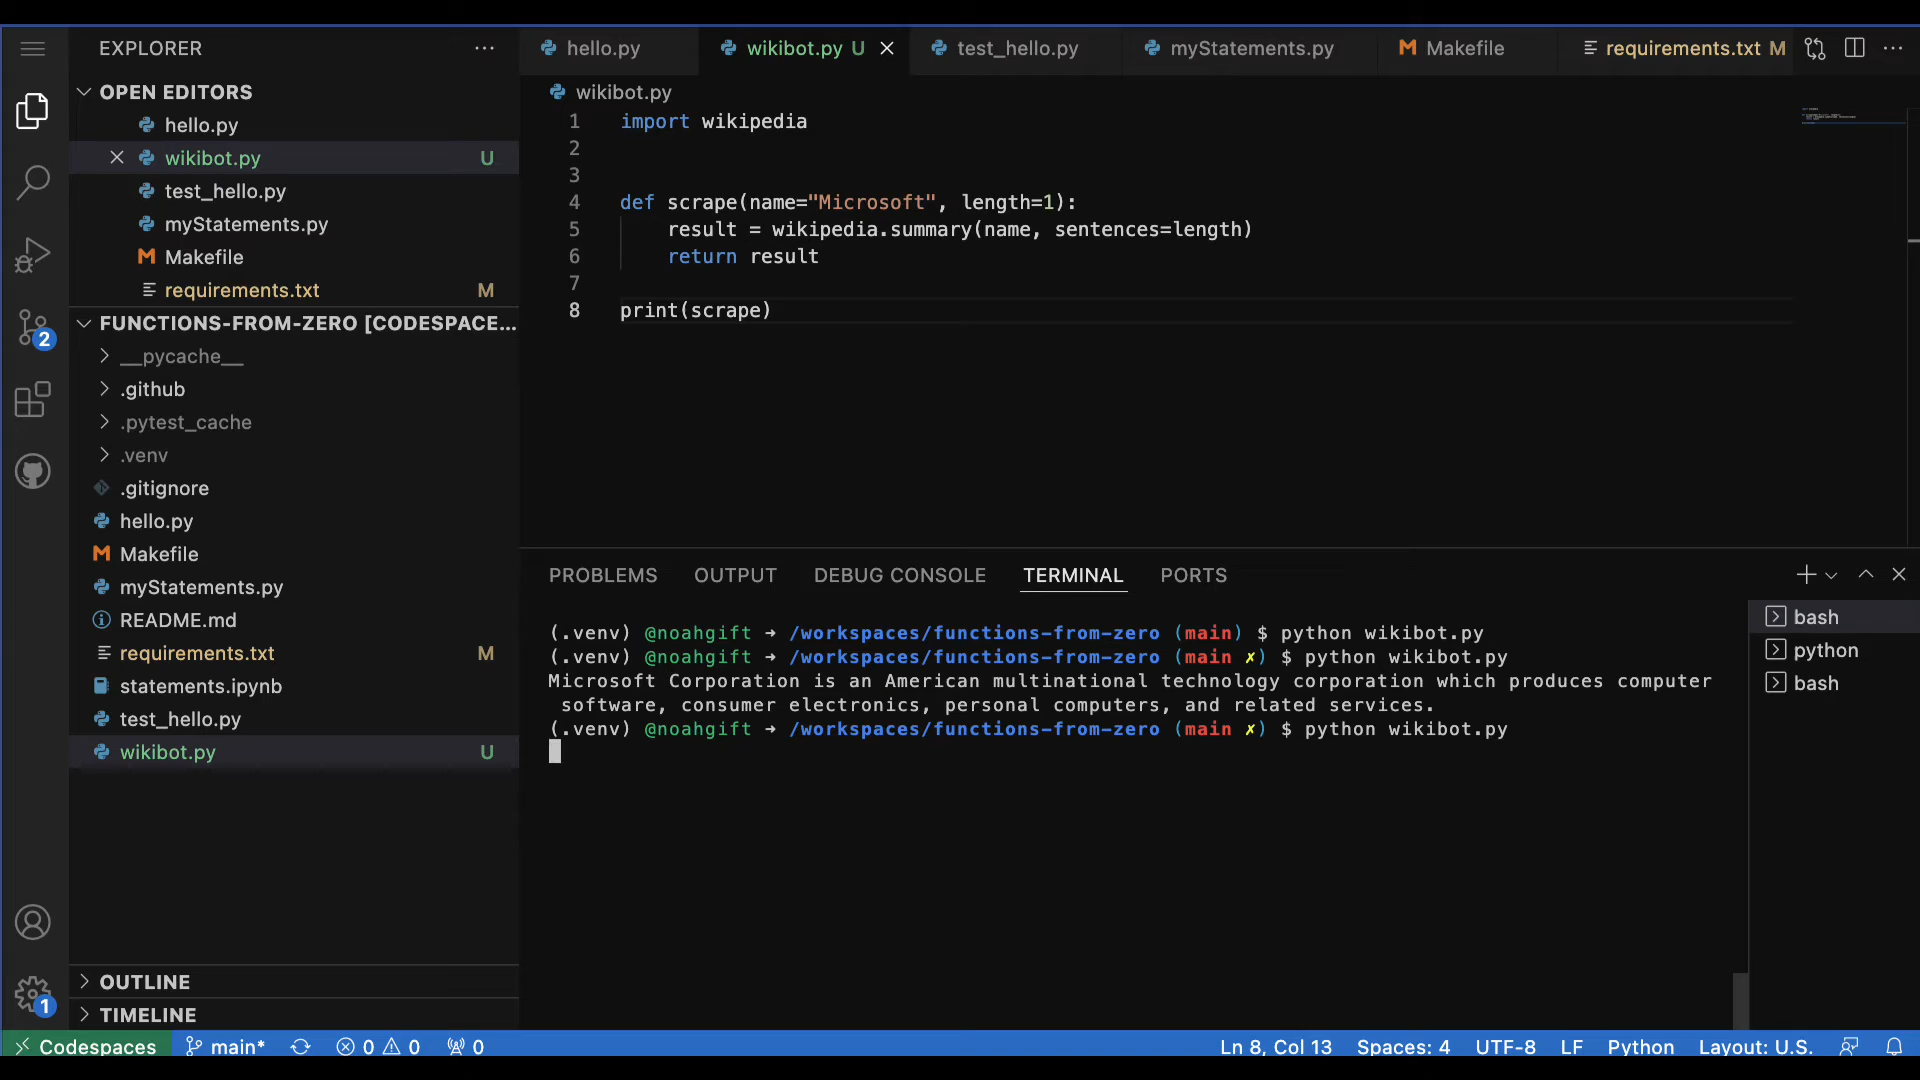 EXPLORER
OPEN EDITORS
hello.py
wikibot.py U
test_hello.py
myStatements.py
Makefile
requirements.txt M
FUNCTIONS-FROM-ZERO [CODESPACE...
__pycache__
.github
.pytest_cache
.venv
.gitignore
hello.py
Makefile
myStatements.py
README.md
requirements.txt M
statements.ipynb
test_hello.py
wikibot.py U
OUTLINE
TIMELINE
2
1
hello.py wikibot.py U test_hello.py myStatements.py Makefile requirements.txt M
wikibot.py
1 import wikipedia
2
3
4 def scrape(name="Microsoft", length=1):
5 result = wikipedia.summary(name, sentences=length)
6 return result
7
8 print(scrape)
PROBLEMS OUTPUT DEBUG CONSOLE TERMINAL PORTS
(.venv) @noahgift ➜ /workspaces/functions-from-zero (main) $ python wikibot.py
(.venv) @noahgift ➜ /workspaces/functions-from-zero (main ✗) $ python wikibot.py
Microsoft Corporation is an American multinational technology corporation which produces computer
software, consumer electronics, personal computers, and related services.
(.venv) @noahgift ➜ /workspaces/functions-from-zero (main ✗) $ python wikibot.py
bash
python
bash
Codespaces main* 0 0 0 Ln 8, Col 13 Spaces: 4 UTF-8 LF Python Layout: U.S.